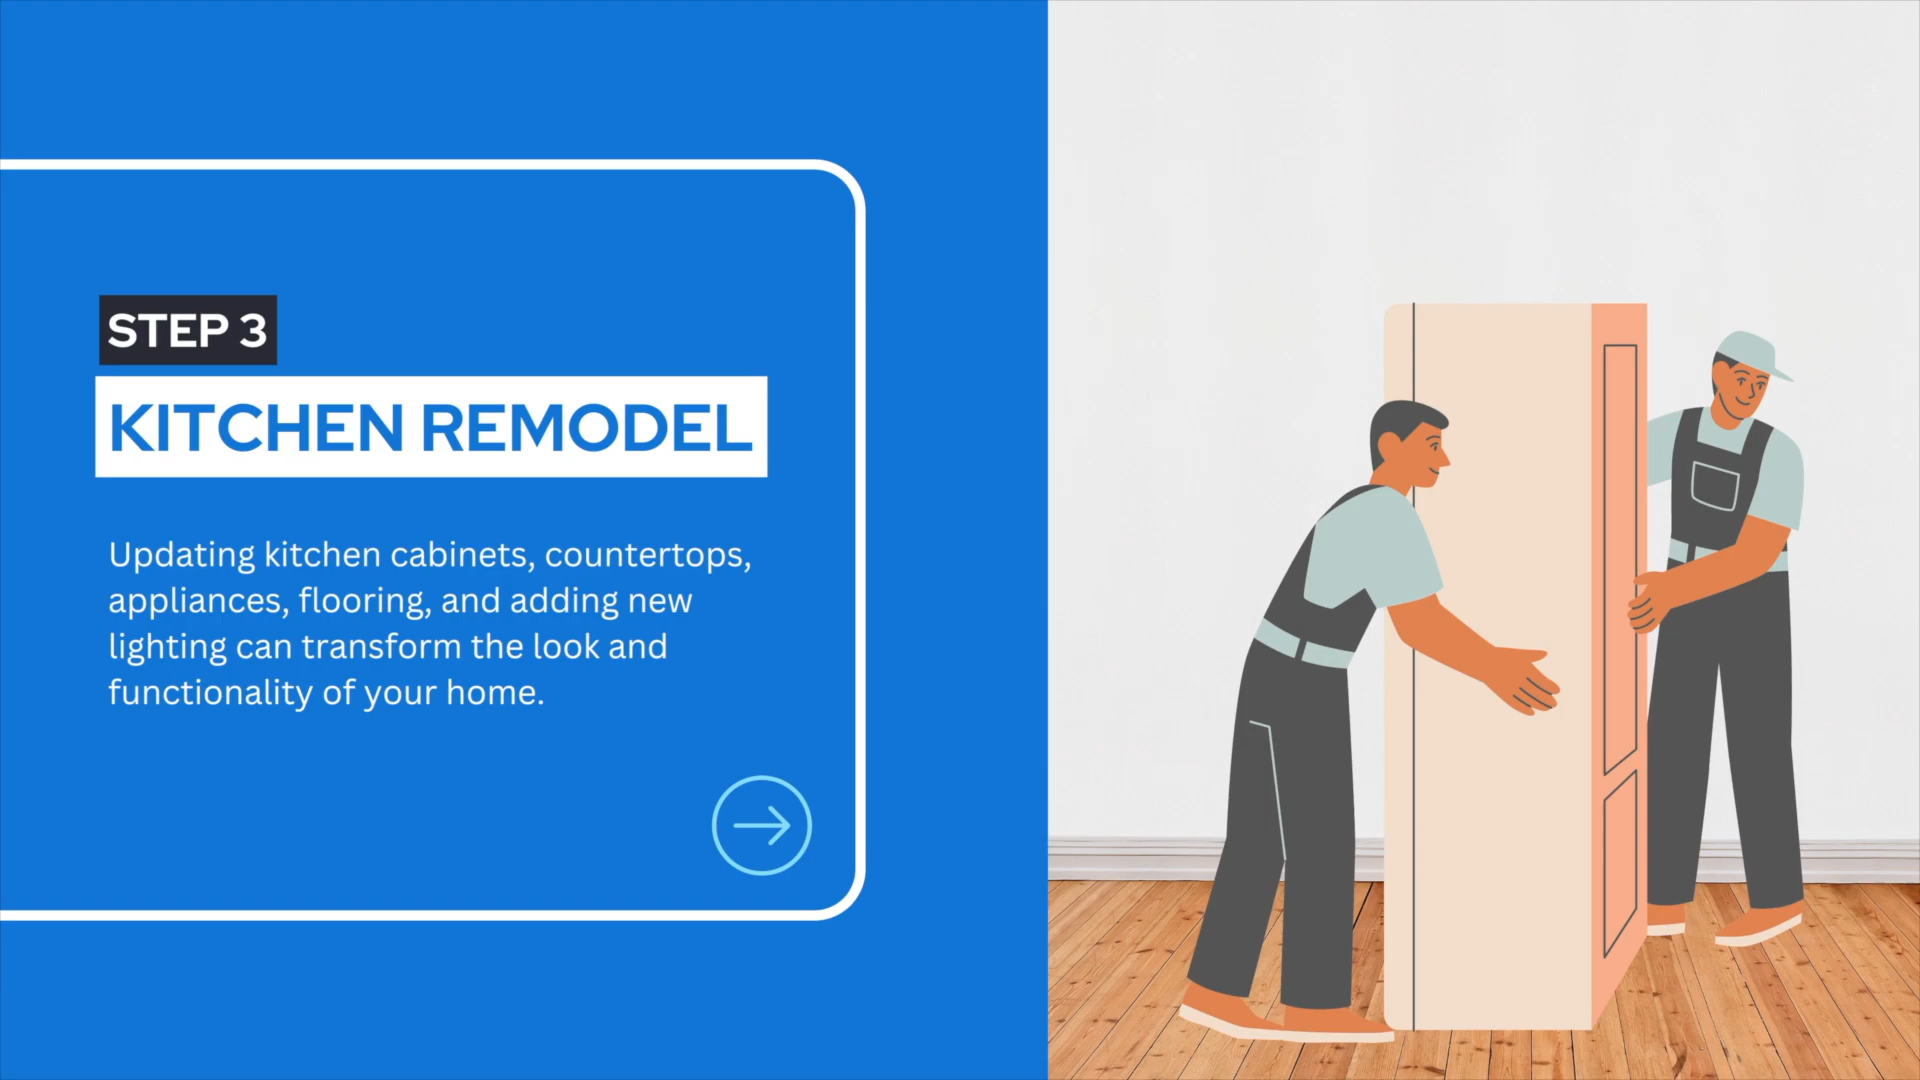 STEP 3
KITCHEN REMODEL
Updating kitchen cabinets, countertops,
appliances, flooring, and adding new
lighting can transform the look and
functionality of your home.